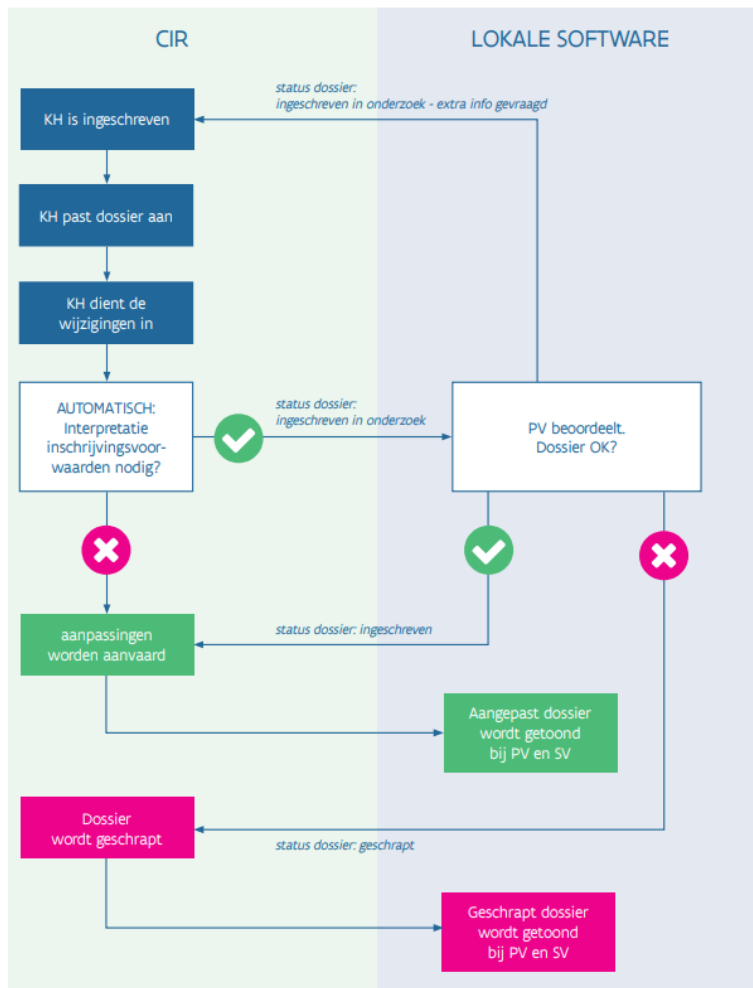 CIR
LOKALE SOFTWARE
status dossier:
ingeschreven in onderzoek - extra info gevraagd
KH is ingeschreven
KH past dossier aan
KH dient de
wijzigingen in
AUTOMATISCH:
Interpretatie
inschrijvingsvoor-
waarden nodig?
status dossier:
ingeschreven in onderzoek
PV beoordeelt.
Dossier OK?
aanpassingen
worden aanvaard
status dossier: ingeschreven
Aangepast dossier
wordt getoond
bij PV en SV
Dossier
wordt geschrapt
status dossier: geschrapt
Geschrapt dossier
wordt getoond
bij PV en SV